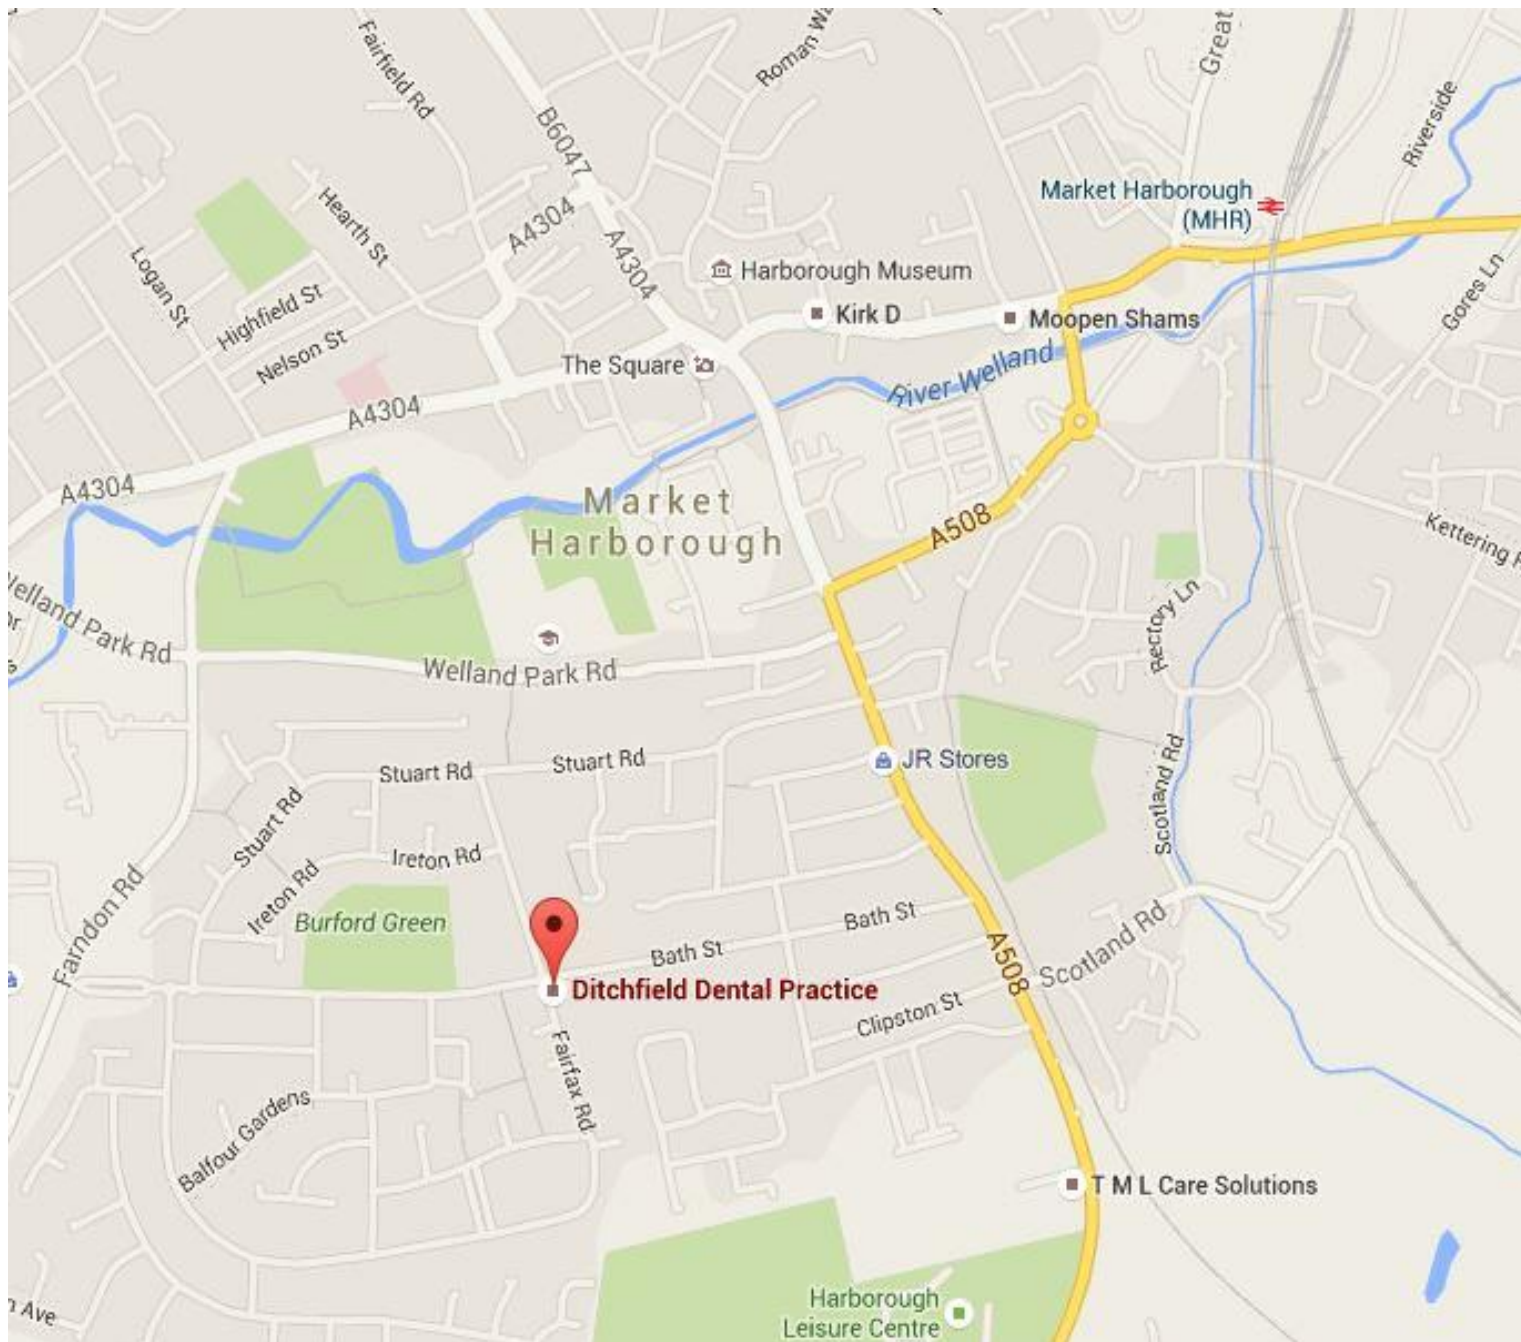 Fairfield Rd
B6047
Roman Wa
Great
Riverside
Market Harborough
(MHR)
Hearth St
A4304
A4304
Logan St
Highfield St
Nelson St
Harborough Museum
Kirk D
Moopen Shams
Gores Ln
The Square
River Welland
A4304
A4304
Market
Harborough
A508
Kettering R
Welland Park Rd
Rectory Ln
Welland Park Rd
Stuart Rd
Stuart Rd
JR Stores
Scotland Rd
Stuart Rd
Ireton Rd
Ireton Rd
Burford Green
Farndon Rd
Bath St
Bath St
Scotland Rd
A508
Ditchfield Dental Practice
Clipston St
Fairfax Rd
Balfour Gardens
T M L Care Solutions
Harborough
Leisure Centre
n Ave